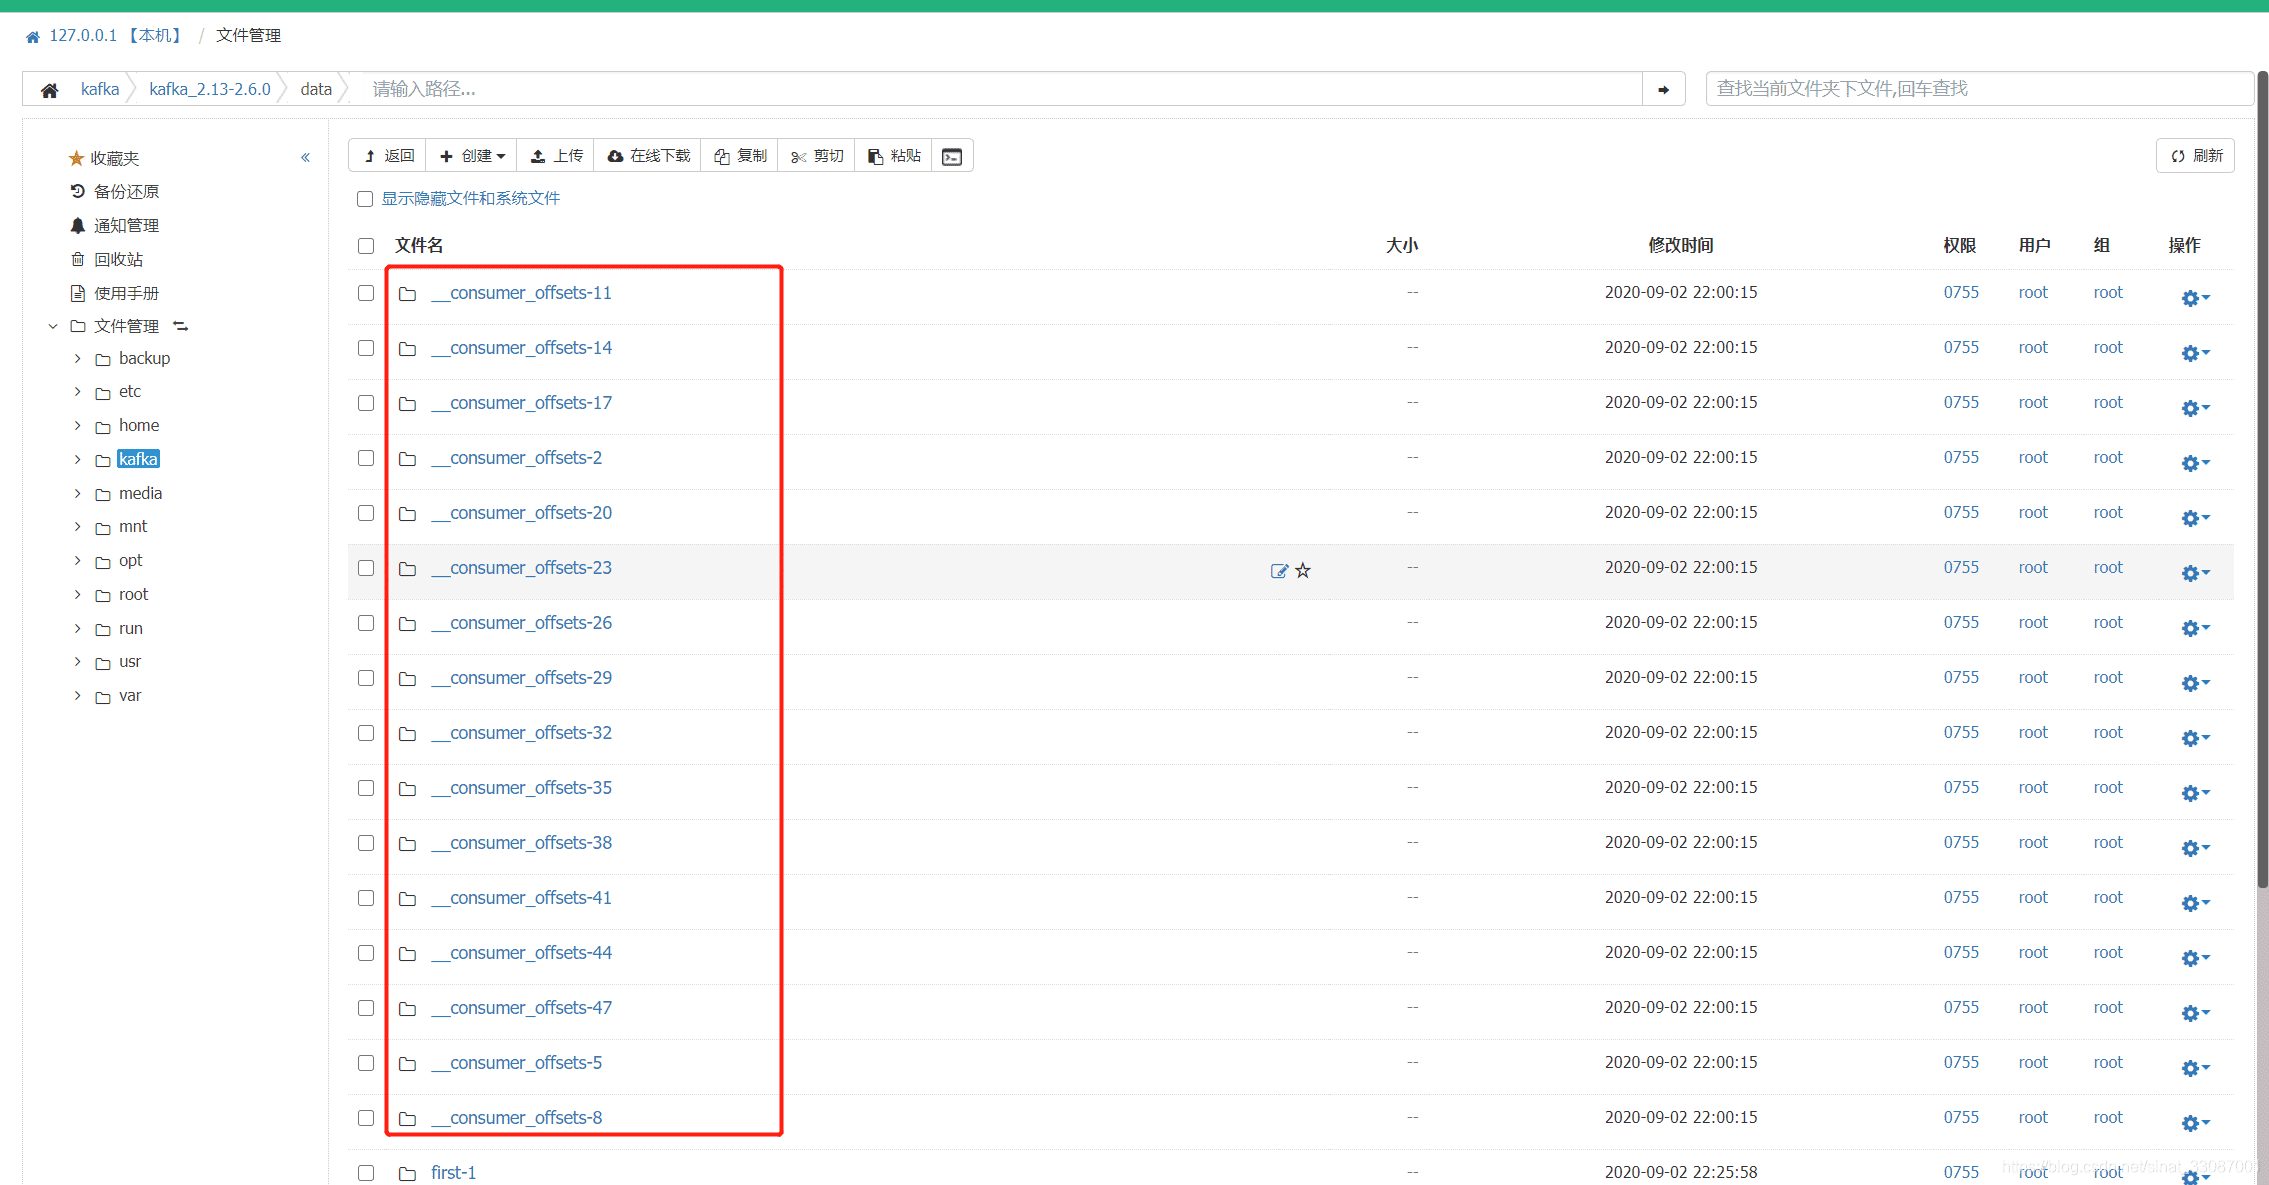 127.0.0.1 【本机】 / 文件管理
kafka kafka_2.13-2.6.0 data 请输入路径... 查找当前文件夹下文件,回车查找
收藏夹
备份还原
通知管理
回收站
使用手册
文件管理
backup
etc
home
kafka
media
mnt
opt
root
run
usr
var
返回 创建 上传 在线下载 复制 剪切 粘贴 刷新
显示隐藏文件和系统文件
文件名 大小 修改时间 权限 用户 组 操作
__consumer_offsets-11 -- 2020-09-02 22:00:15 0755 root root
__consumer_offsets-14 -- 2020-09-02 22:00:15 0755 root root
__consumer_offsets-17 -- 2020-09-02 22:00:15 0755 root root
__consumer_offsets-2 -- 2020-09-02 22:00:15 0755 root root
__consumer_offsets-20 -- 2020-09-02 22:00:15 0755 root root
__consumer_offsets-23 -- 2020-09-02 22:00:15 0755 root root
__consumer_offsets-26 -- 2020-09-02 22:00:15 0755 root root
__consumer_offsets-29 -- 2020-09-02 22:00:15 0755 root root
__consumer_offsets-32 -- 2020-09-02 22:00:15 0755 root root
__consumer_offsets-35 -- 2020-09-02 22:00:15 0755 root root
__consumer_offsets-38 -- 2020-09-02 22:00:15 0755 root root
__consumer_offsets-41 -- 2020-09-02 22:00:15 0755 root root
__consumer_offsets-44 -- 2020-09-02 22:00:15 0755 root root
__consumer_offsets-47 -- 2020-09-02 22:00:15 0755 root root
__consumer_offsets-5 -- 2020-09-02 22:00:15 0755 root root
__consumer_offsets-8 -- 2020-09-02 22:00:15 0755 root root
first-1 -- 2020-09-02 22:25:58 0755 root root